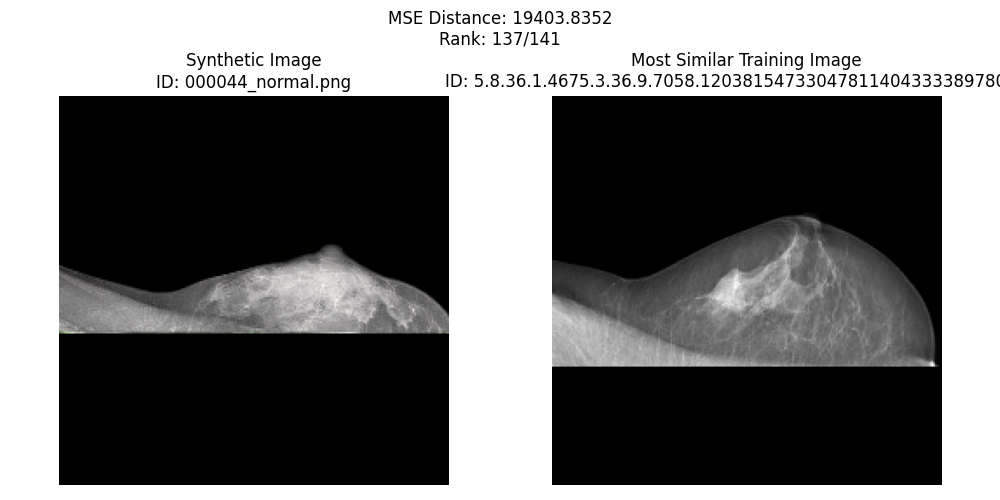 MSE Distance: 19403.8352
Rank: 137/141
Synthetic Image
ID: 000044_normal.png
Most Similar Training Image
ID: 5.8.36.1.4675.3.36.9.7058.12038154733047811404333389780